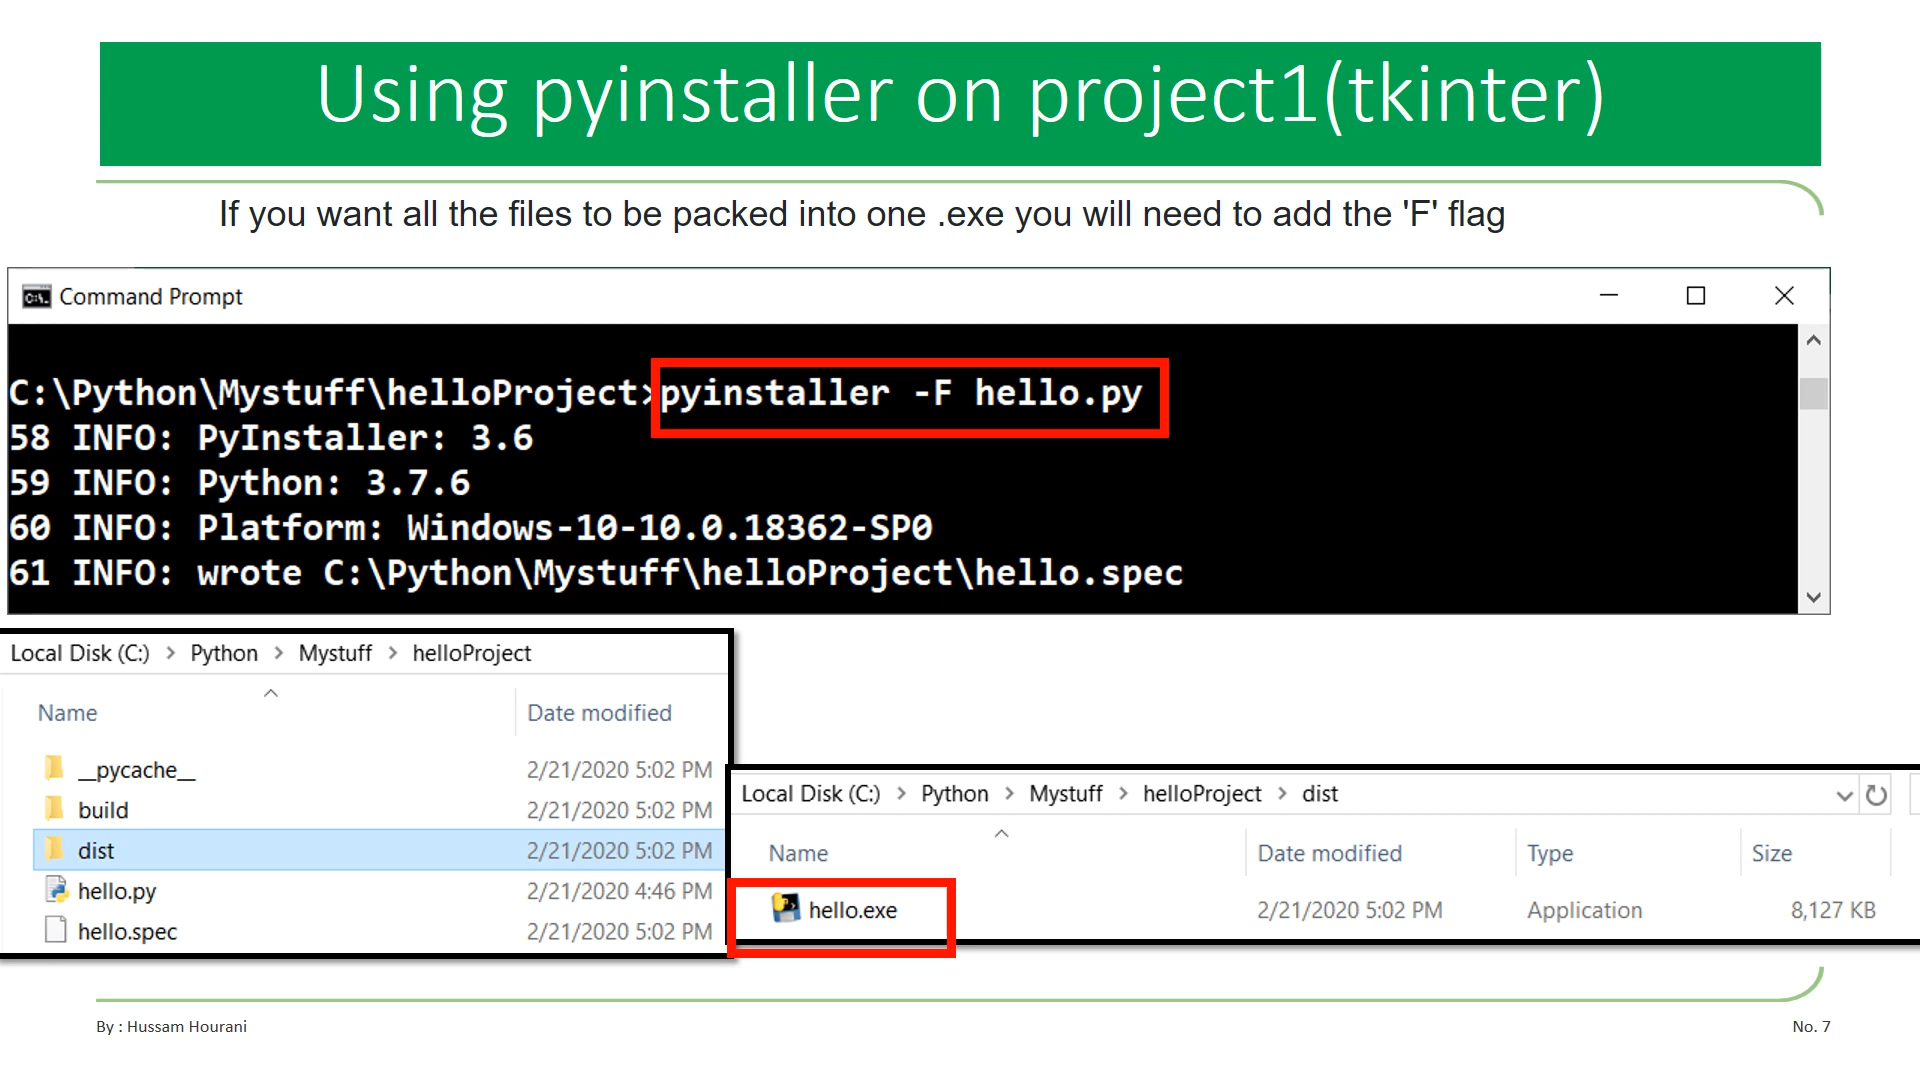 Using pyinstaller on project1(tkinter)
If you want all the files to be packed into one .exe you will need to add the 'F' flag
Command Prompt
C:\Python\Mystuff\helloProject>pyinstaller -F hello.py
58 INFO: PyInstaller: 3.6
59 INFO: Python: 3.7.6
60 INFO: Platform: Windows-10-10.0.18362-SP0
61 INFO: wrote C:\Python\Mystuff\helloProject\hello.spec
Local Disk (C:) > Python > Mystuff > helloProject
Name Date modified
__pycache__ 2/21/2020 5:02 PM
build 2/21/2020 5:02 PM
dist 2/21/2020 5:02 PM
hello.py 2/21/2020 4:46 PM
hello.spec 2/21/2020 5:02 PM
Local Disk (C:) > Python > Mystuff > helloProject > dist
Name Date modified Type Size
hello.exe 2/21/2020 5:02 PM Application 8,127 KB
By : Hussam Hourani
No. 7